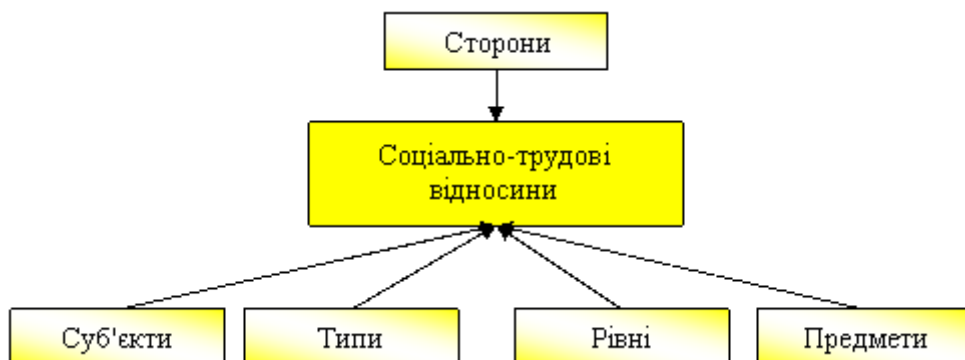 Сторони
Соціально-трудові
відносини
Суб'єкти
Типи
Рівні
Предмети